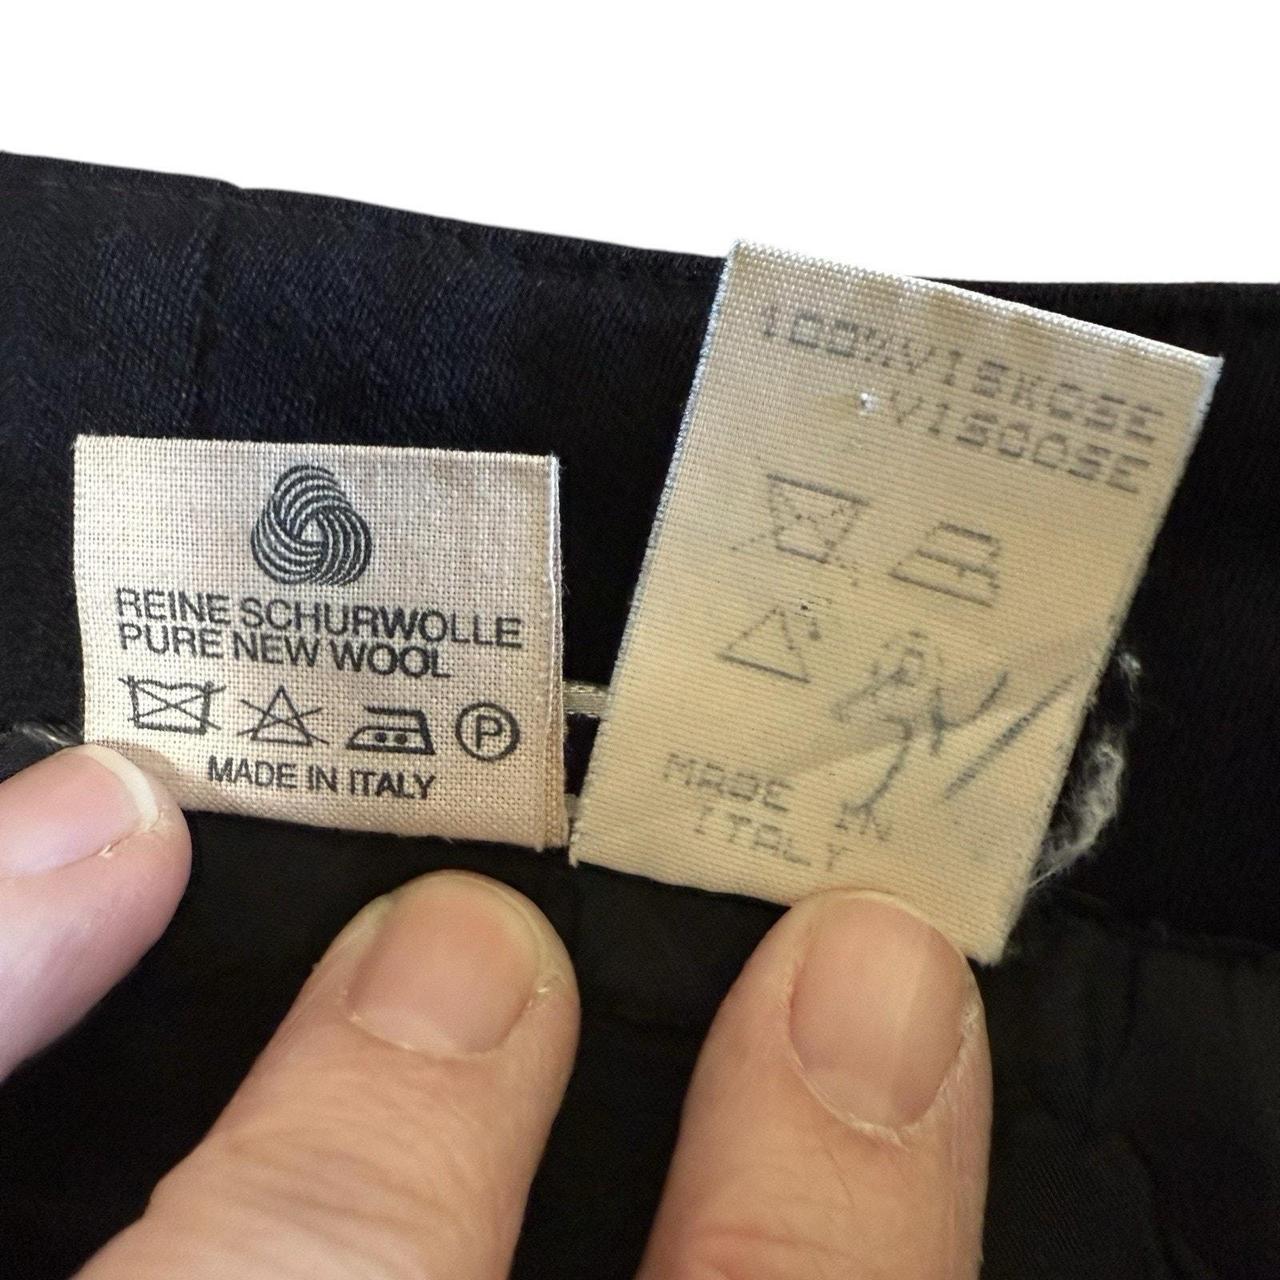 REINE SCHURWOLLE
PURE NEW WOOL
P
MADE IN ITALY
100%VISKOSE
VISCOSE
MADE IN
ITALY